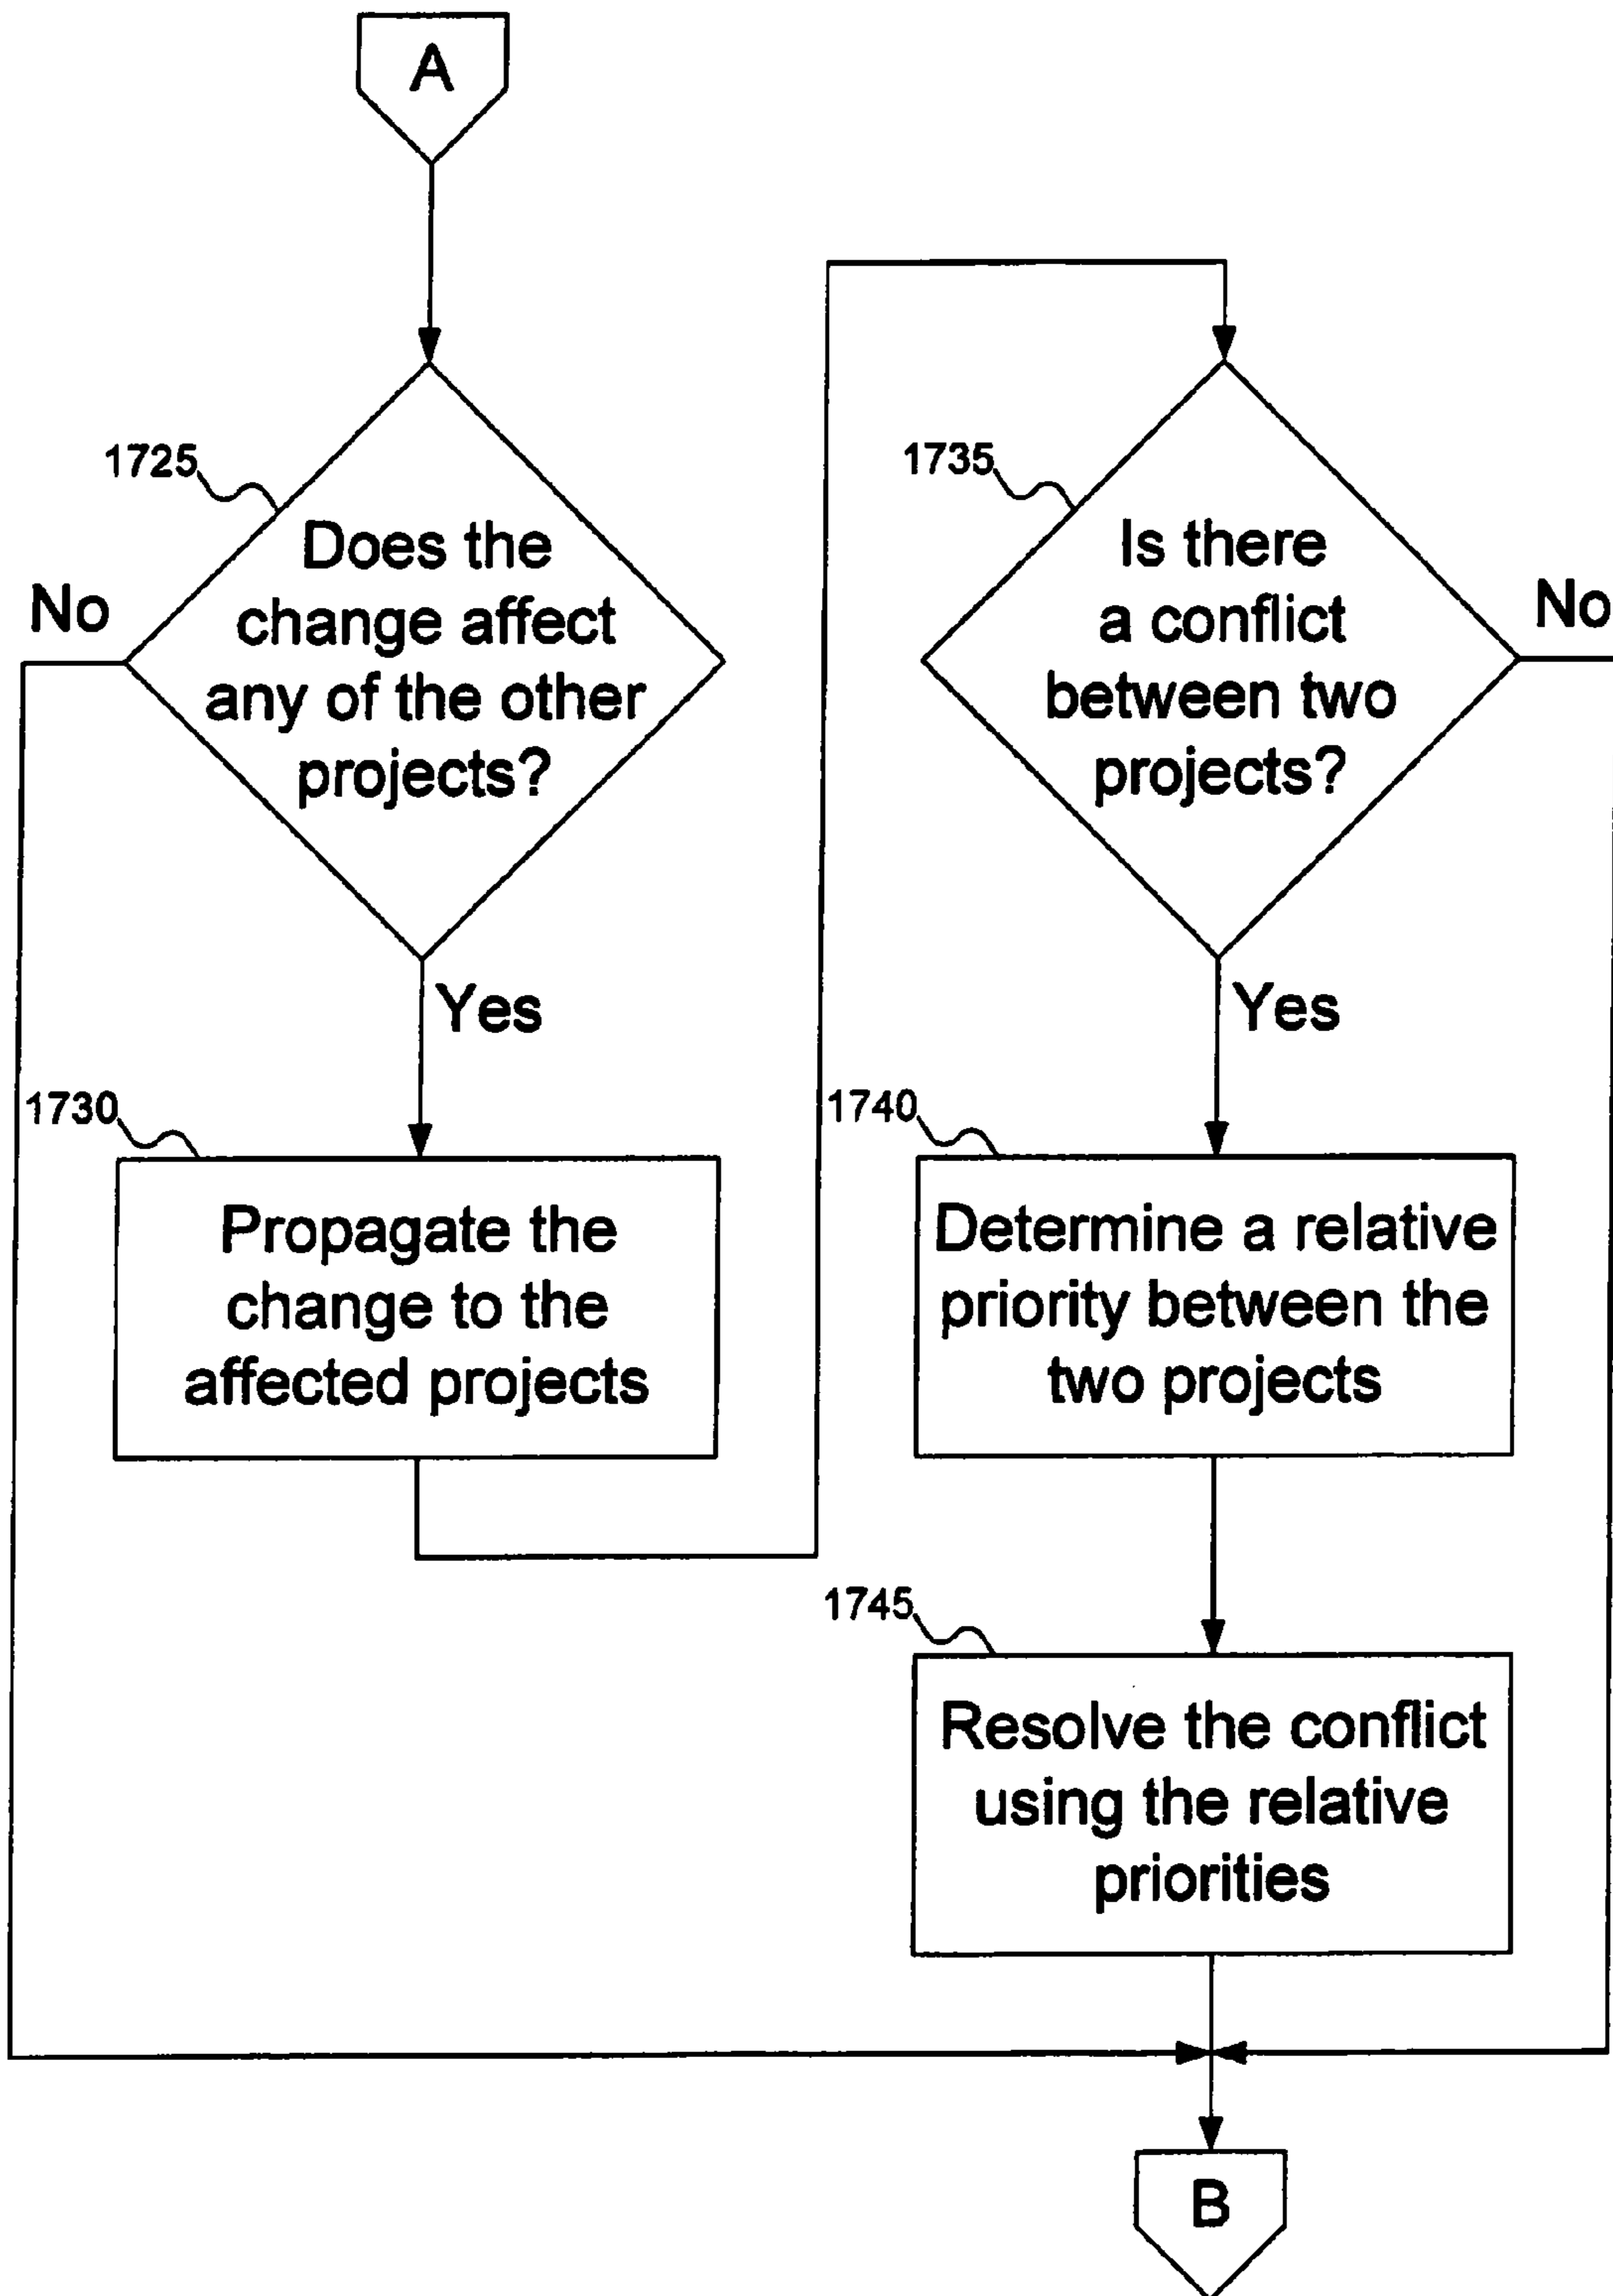 A
1725
Does the
change affect
any of the other
projects?
No
Yes
1730
Propagate the
change to the
affected projects
1735
Is there
a conflict
between two
projects?
No
Yes
1740
Determine a relative
priority between the
two projects
1745
Resolve the conflict
using the relative
priorities
B